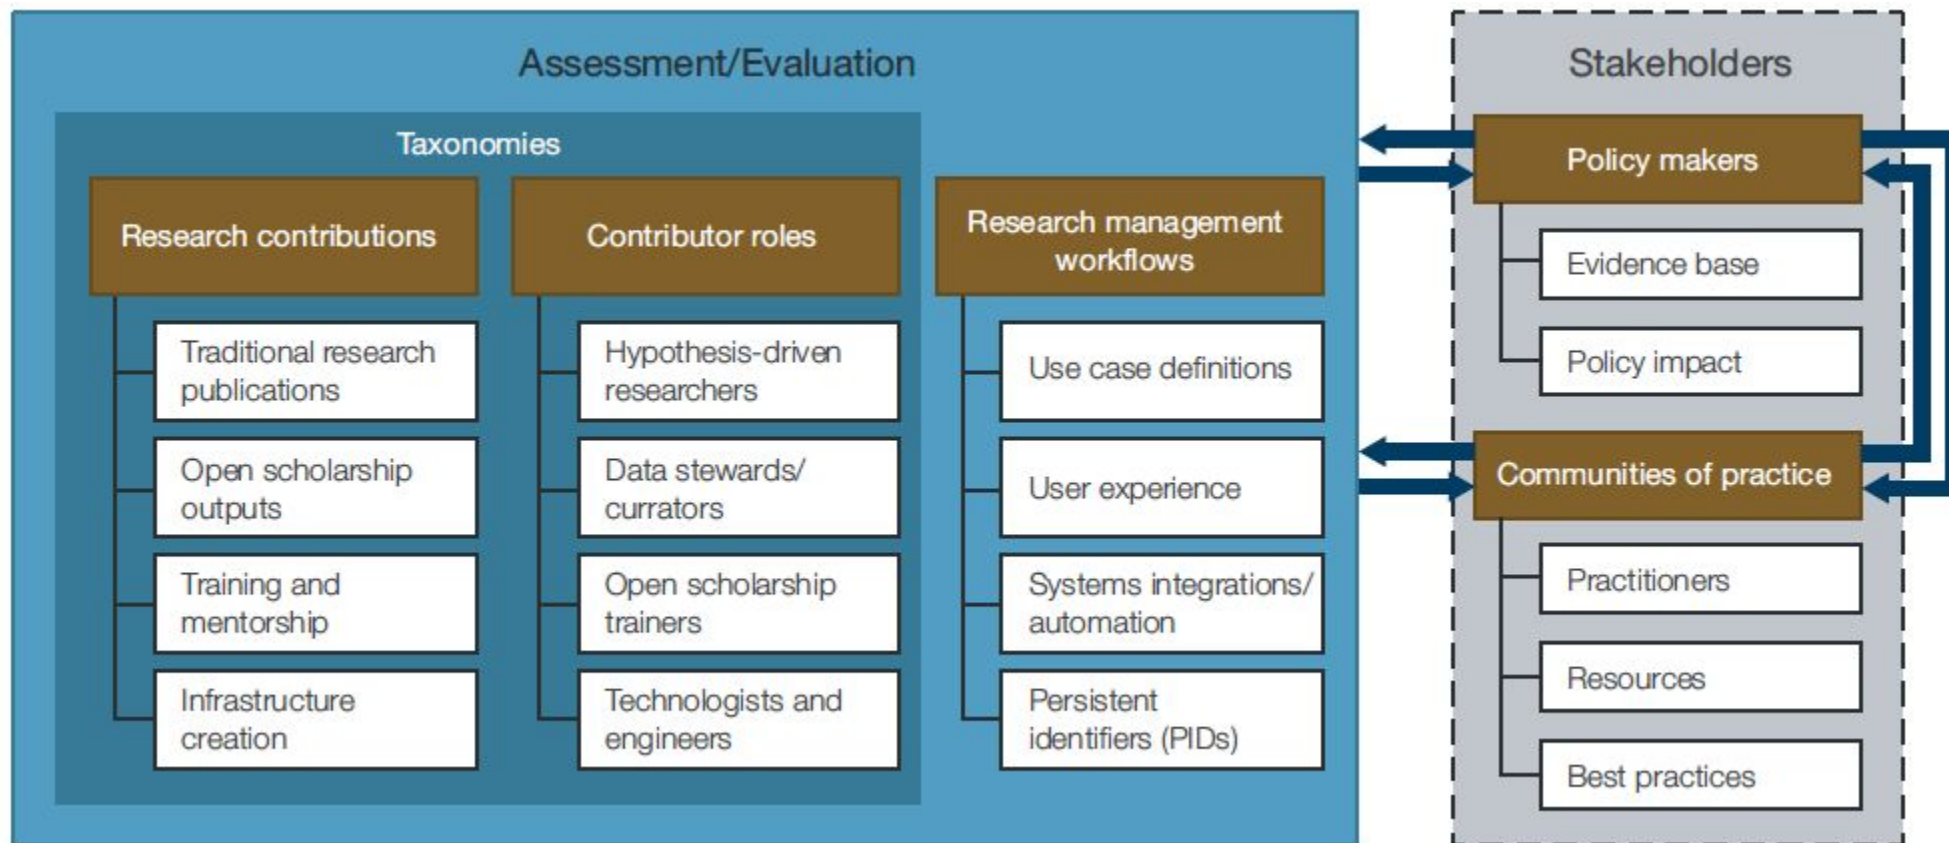 Assessment/Evaluation
Taxonomies
Research contributions
Traditional research
publications
Open scholarship
outputs
Training and
mentorship
Infrastructure
creation
Contributor roles
Hypothesis-driven
researchers
Data stewards/
currators
Open scholarship
trainers
Technologists and
engineers
Research management
workflows
Use case definitions
User experience
Systems integrations/
automation
Persistent
identifiers (PIDs)
Stakeholders
Policy makers
Evidence base
Policy impact
Communities of practice
Practitioners
Resources
Best practices